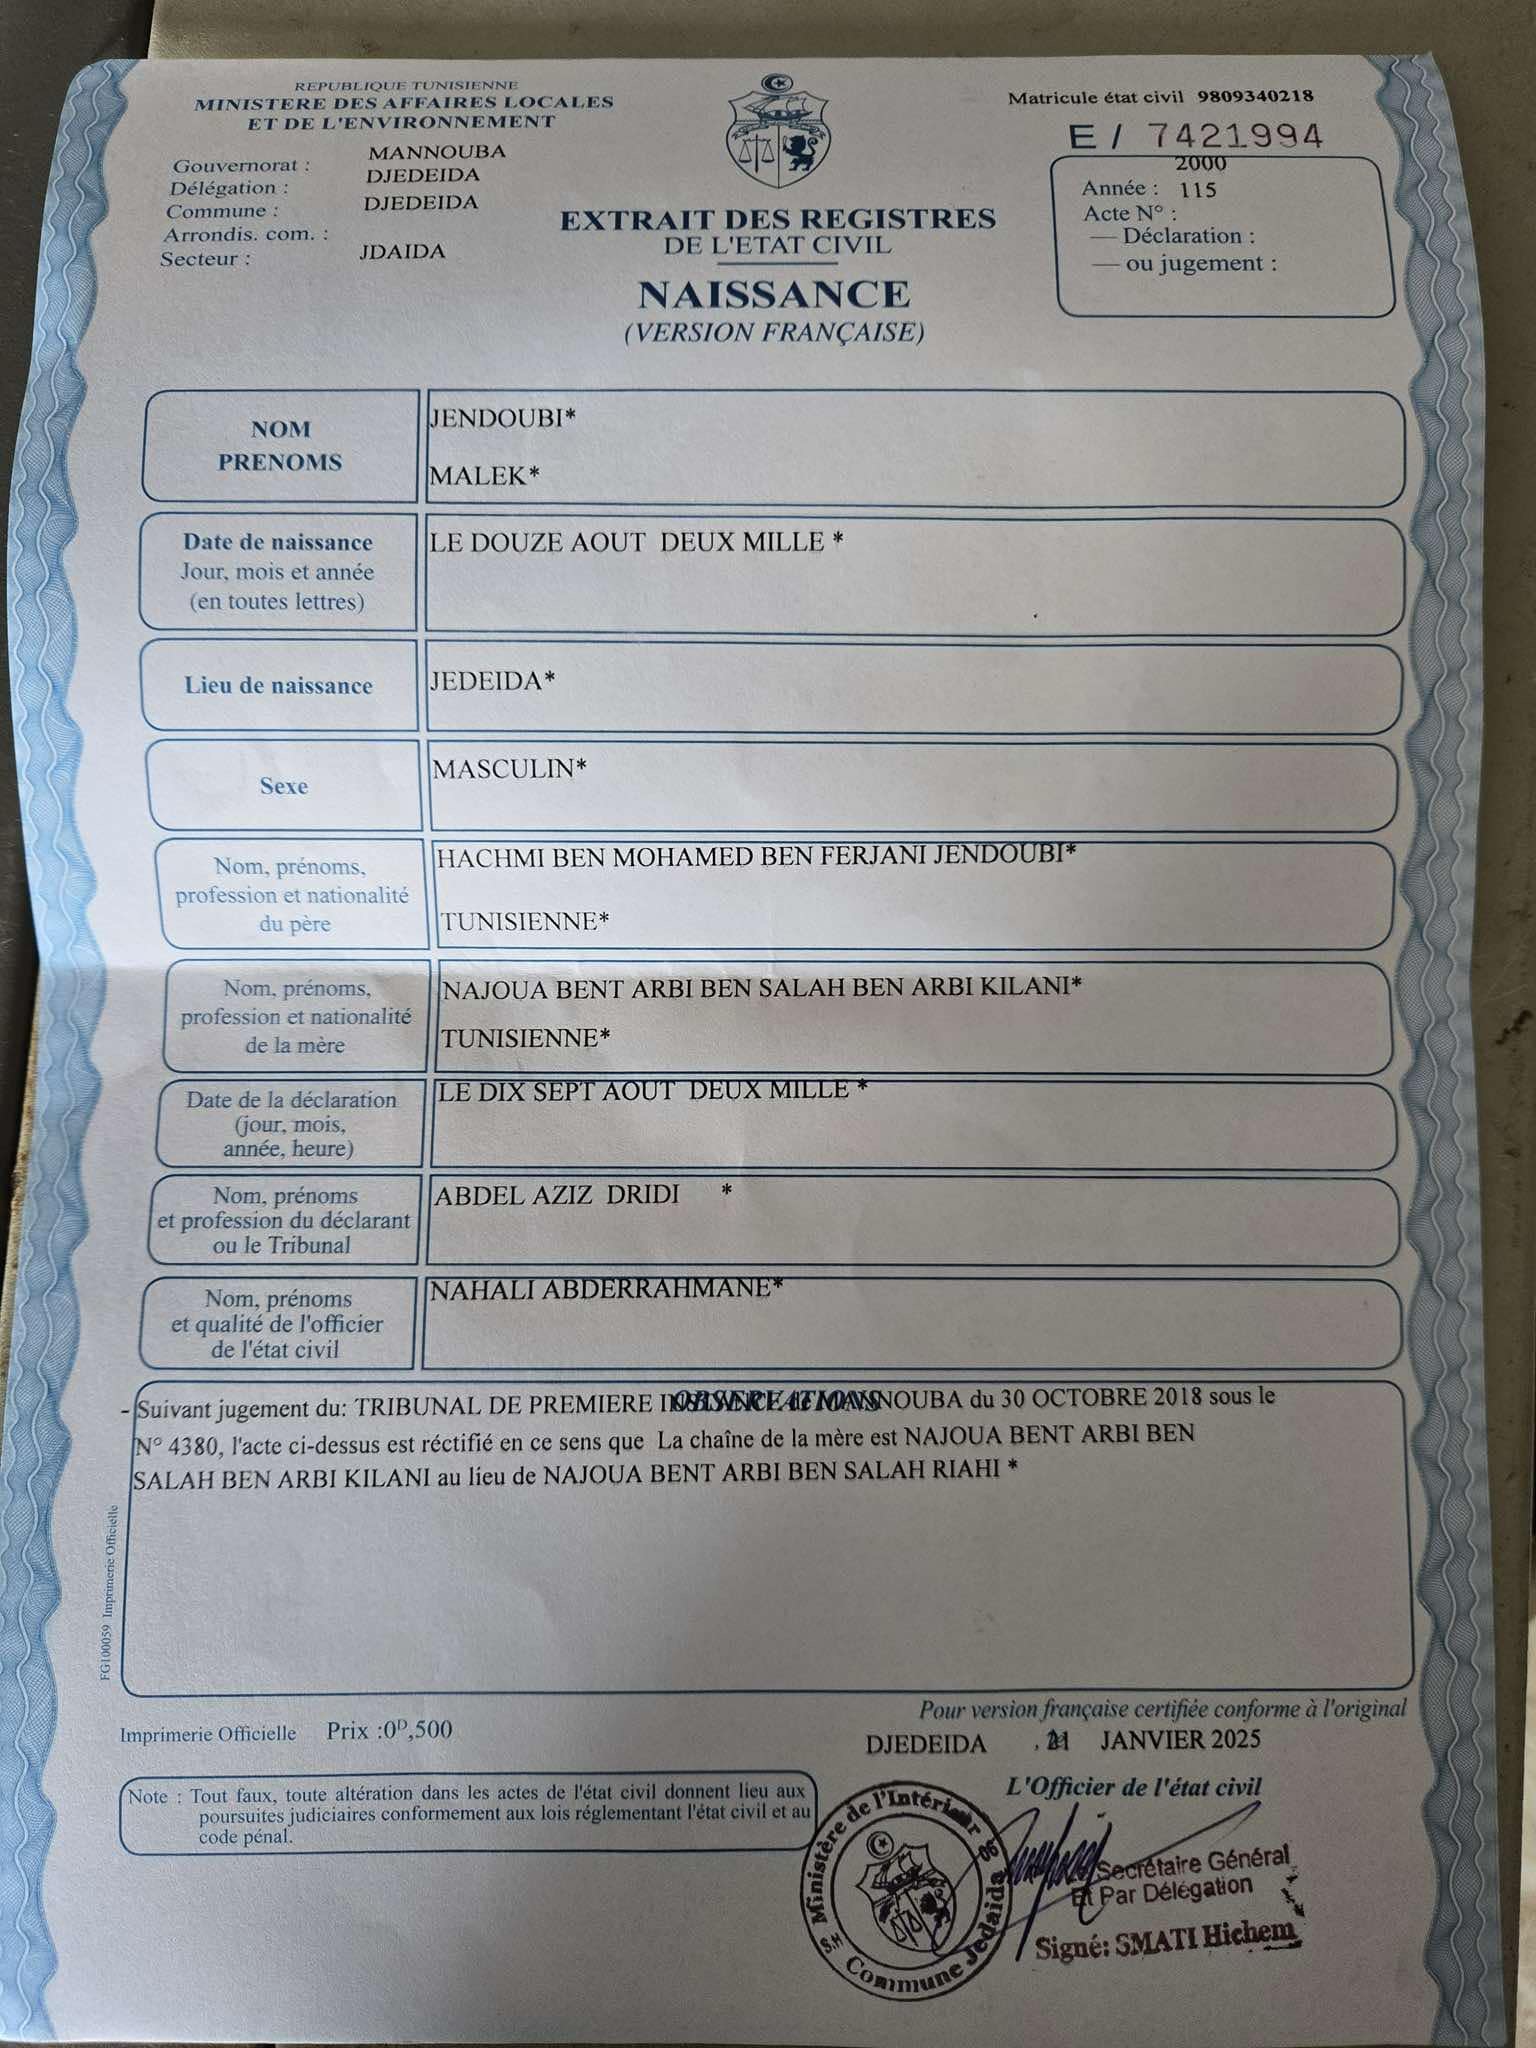 REPUBLIQUE TUNISIENNE
MINISTERE DES AFFAIRES LOCALES
ET DE L'ENVIRONNEMENT
Gouvernorat : MANNOUBA
Délégation : DJEDEIDA
Commune : DJEDEIDA
Arrondis. com. :
Secteur : JDAIDA
Matricule état civil 9809340218
E / 7421994
2000
Année : 115
Acte N° :
— Déclaration :
— ou jugement :
EXTRAIT DES REGISTRES
DE L'ETAT CIVIL
NAISSANCE
(VERSION FRANÇAISE)
NOM
PRENOMS
JENDOUBI*
MALEK*
Date de naissance
Jour, mois et année
(en toutes lettres)
LE DOUZE AOUT DEUX MILLE *
Lieu de naissance
JEDEIDA*
Sexe
MASCULIN*
Nom, prénoms,
profession et nationalité
du père
HACHMI BEN MOHAMED BEN FERJANI JENDOUBI*
TUNISIENNE*
Nom, prénoms,
profession et nationalité
de la mère
NAJOUA BENT ARBI BEN SALAH BEN ARBI KILANI*
TUNISIENNE*
Date de la déclaration
(jour, mois,
année, heure)
LE DIX SEPT AOUT DEUX MILLE *
Nom, prénoms
et profession du déclarant
ou le Tribunal
ABDEL AZIZ DRIDI *
Nom, prénoms
et qualité de l'officier
de l'état civil
NAHALI ABDERRAHMANE*
OBSERVATIONS
- Suivant jugement du: TRIBUNAL DE PREMIERE INSTANCE de MANNOUBA du 30 OCTOBRE 2018 sous le
N° 4380, l'acte ci-dessus est réctifié en ce sens que La chaîne de la mère est NAJOUA BENT ARBI BEN
SALAH BEN ARBI KILANI au lieu de NAJOUA BENT ARBI BEN SALAH RIAHI *
FG100059 Imprimerie Officielle
Imprimerie Officielle Prix :0D,500
Pour version française certifiée conforme à l'original
DJEDEIDA , JANVIER 2025
L'Officier de l'état civil
Note : Tout faux, toute altération dans les actes de l'état civil donnent lieu aux
poursuites judiciaires conformement aux lois réglementant l'état civil et au
code pénal.
Ministère de l'Intérieur
Commune Jedaida
S.H
Secrétaire Général
Et Par Délégation
Signé: SMATI Hichem